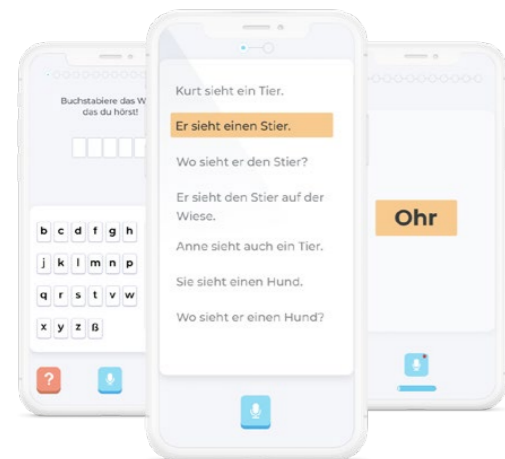 Buchstabiere das W
das du hörst!
b c d f g h
j k l m n p
q r s t v w
x y z ß
?
Kurt sieht ein Tier.
Er sieht einen Stier.
Wo sieht er den Stier?
Er sieht den Stier auf der
Wiese.
Anne sieht auch ein Tier.
Sie sieht einen Hund.
Wo sieht er einen Hund?
Ohr